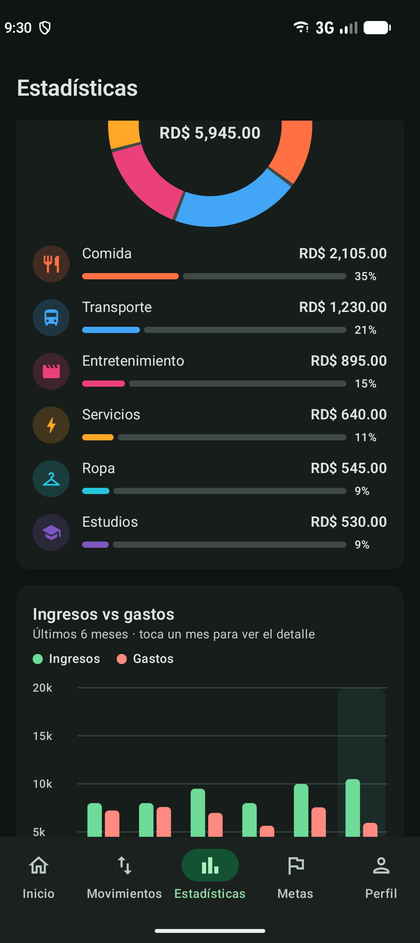 9:30
3G
Estadísticas
RD$ 5,945.00
Comida RD$ 2,105.00
35%
Transporte RD$ 1,230.00
21%
Entretenimiento RD$ 895.00
15%
Servicios RD$ 640.00
11%
Ropa RD$ 545.00
9%
Estudios RD$ 530.00
9%
Ingresos vs gastos
Últimos 6 meses · toca un mes para ver el detalle
Ingresos Gastos
20k
15k
10k
5k
Inicio Movimientos Estadísticas Metas Perfil